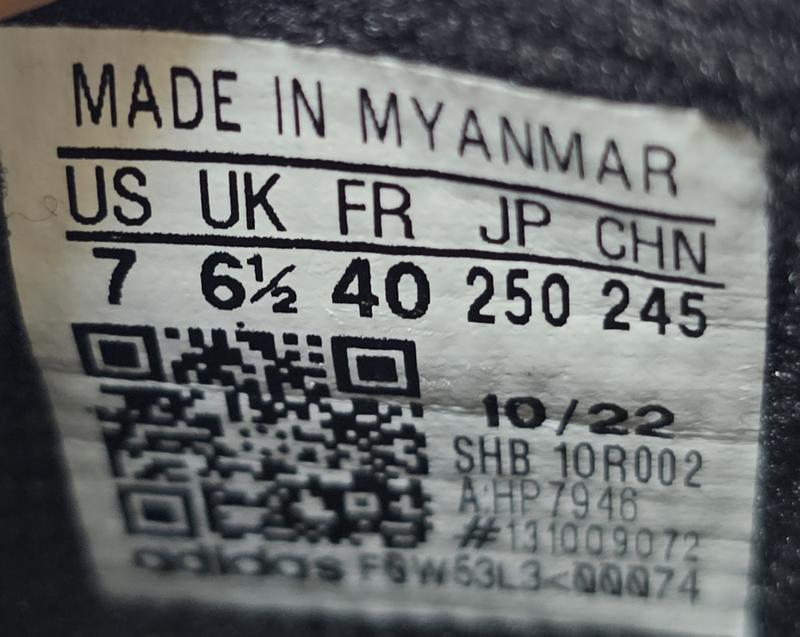 MADE IN MYANMAR
US UK FR JP CHN
7 6½ 40 250 245
10/22
SHB 10R002
A:HP7946
#131009072
adidas F0W53L3<00074